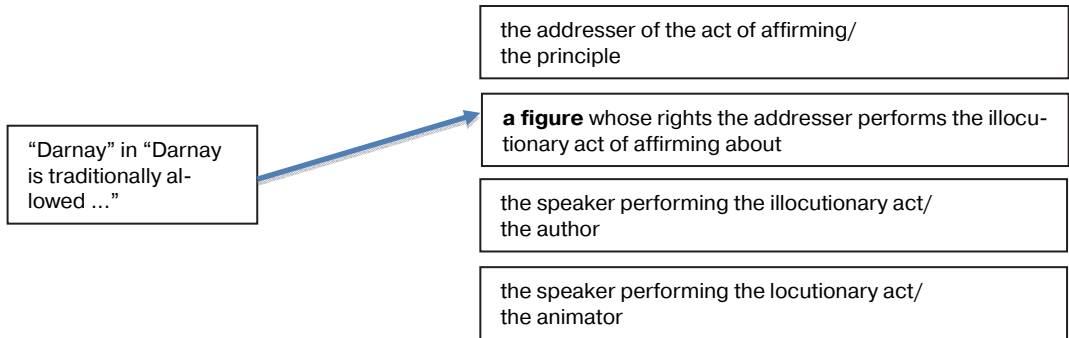 the addresser of the act of affirming/
the principle
a figure whose rights the addresser performs the illocu-
tionary act of affirming about
“Darnay” in “Darnay
is traditionally al-
lowed ...”
the speaker performing the illocutionary act/
the author
the speaker performing the locutionary act/
the animator